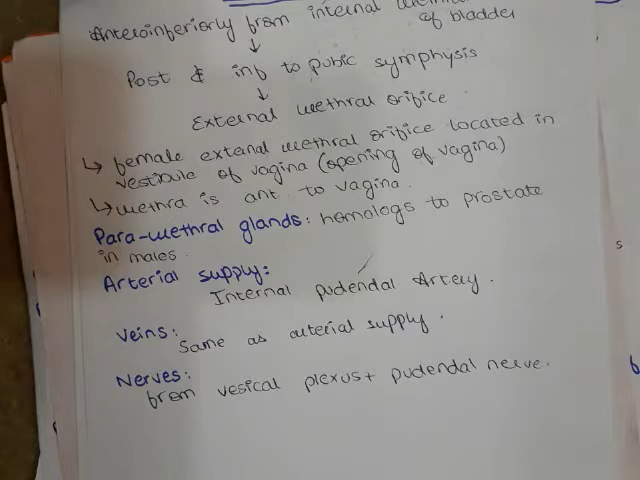 Anteroinferiorly from internal
of bladder
↓
Post & inf to pubic symphysis
↓
External urethral orifice
↳ female external urethral orifice located in
vestibule of vagina (opening of vagina)
↳ urethra is ant to vagina.
Para-urethral glands: homologs to prostate
in males.
Arterial supply:
Internal pudendal Artery.
Veins:
Same as arterial supply.
Nerves:
from vesical plexus + pudendal nerve.
s
b